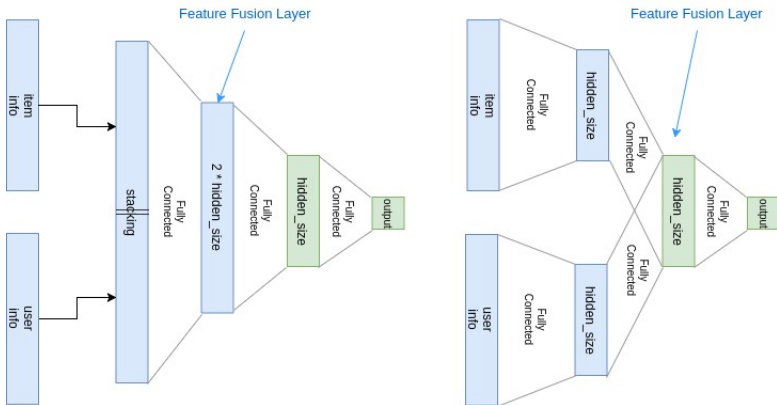 Feature Fusion Layer
item
info
user
info
stacking
Fully
Connected
2 * hidden_size
Fully
Connected
hidden_size
Fully
Connected
output
Feature Fusion Layer
item
info
Fully
Connected
hidden_size
Fully
Connected
user
info
Fully
Connected
hidden_size
Fully
Connected
hidden_size
Fully
Connected
output